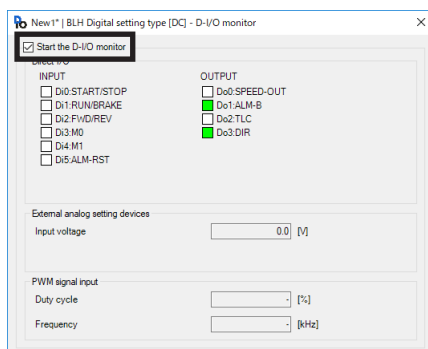 New1* | BLH Digital setting type [DC] - D-I/O monitor
Start the D-I/O monitor
Direct I/O
INPUT
Di0:START/STOP
Di1:RUN/BRAKE
Di2:FWD/REV
Di3:M0
Di4:M1
Di5:ALM-RST
OUTPUT
Do0:SPEED-OUT
Do1:ALM-B
Do2:TLC
Do3:DIR
External analog setting devices
Input voltage 0.0 [V]
PWM signal input
Duty cycle - [%]
Frequency - [kHz]